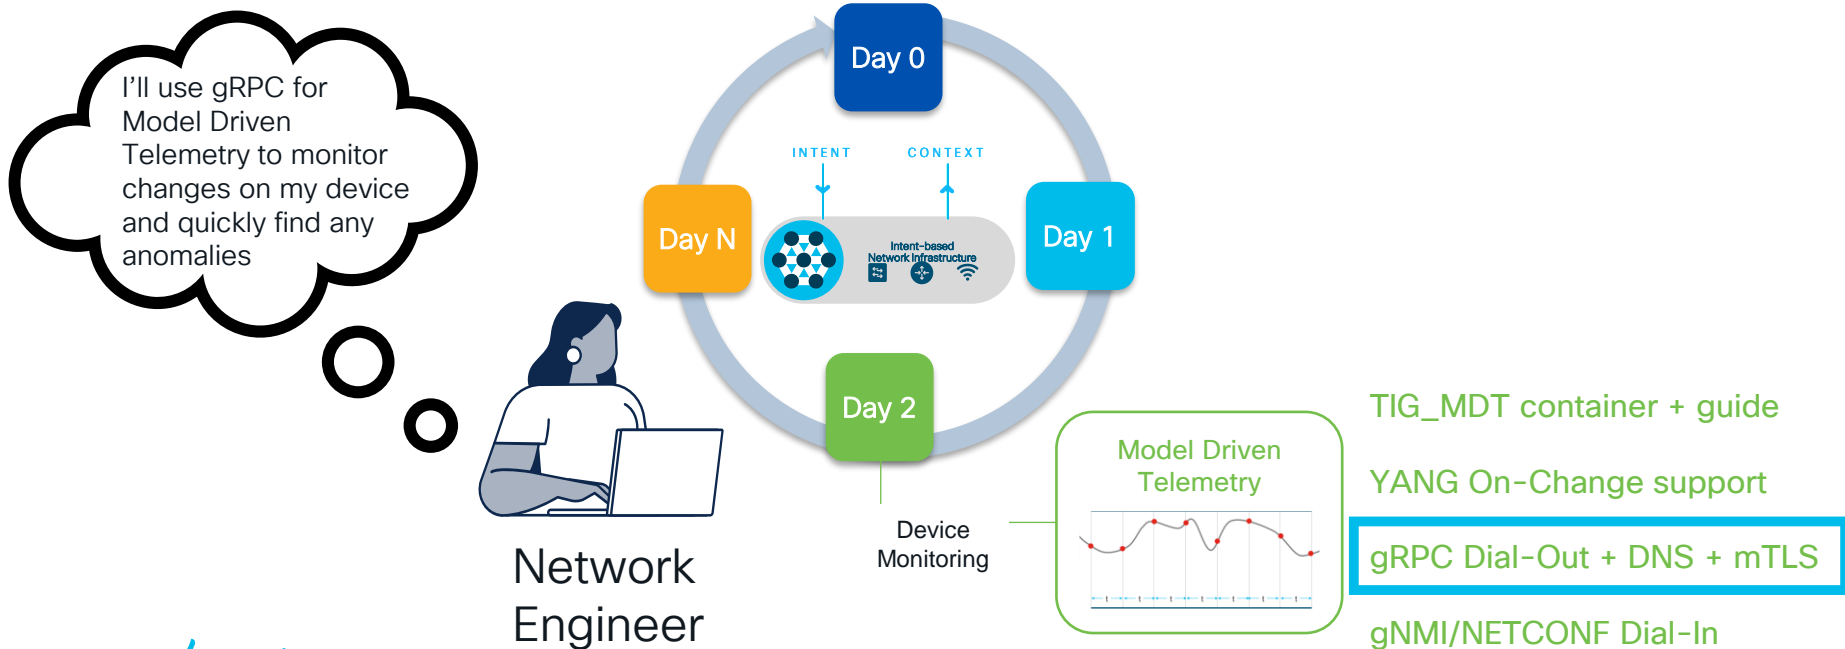 I'll use gRPC for
Model Driven
Telemetry to monitor
changes on my device
and quickly find any
anomalies
Day 0
INTENT
CONTEXT
Day N
Intent-based
Network Infrastructure
Day 1
Day 2
Network
Engineer
Device
Monitoring
Model Driven
Telemetry
t t t t t t t
TIG_MDT container + guide
YANG On-Change support
gRPC Dial-Out + DNS + mTLS
gNMI/NETCONF Dial-In